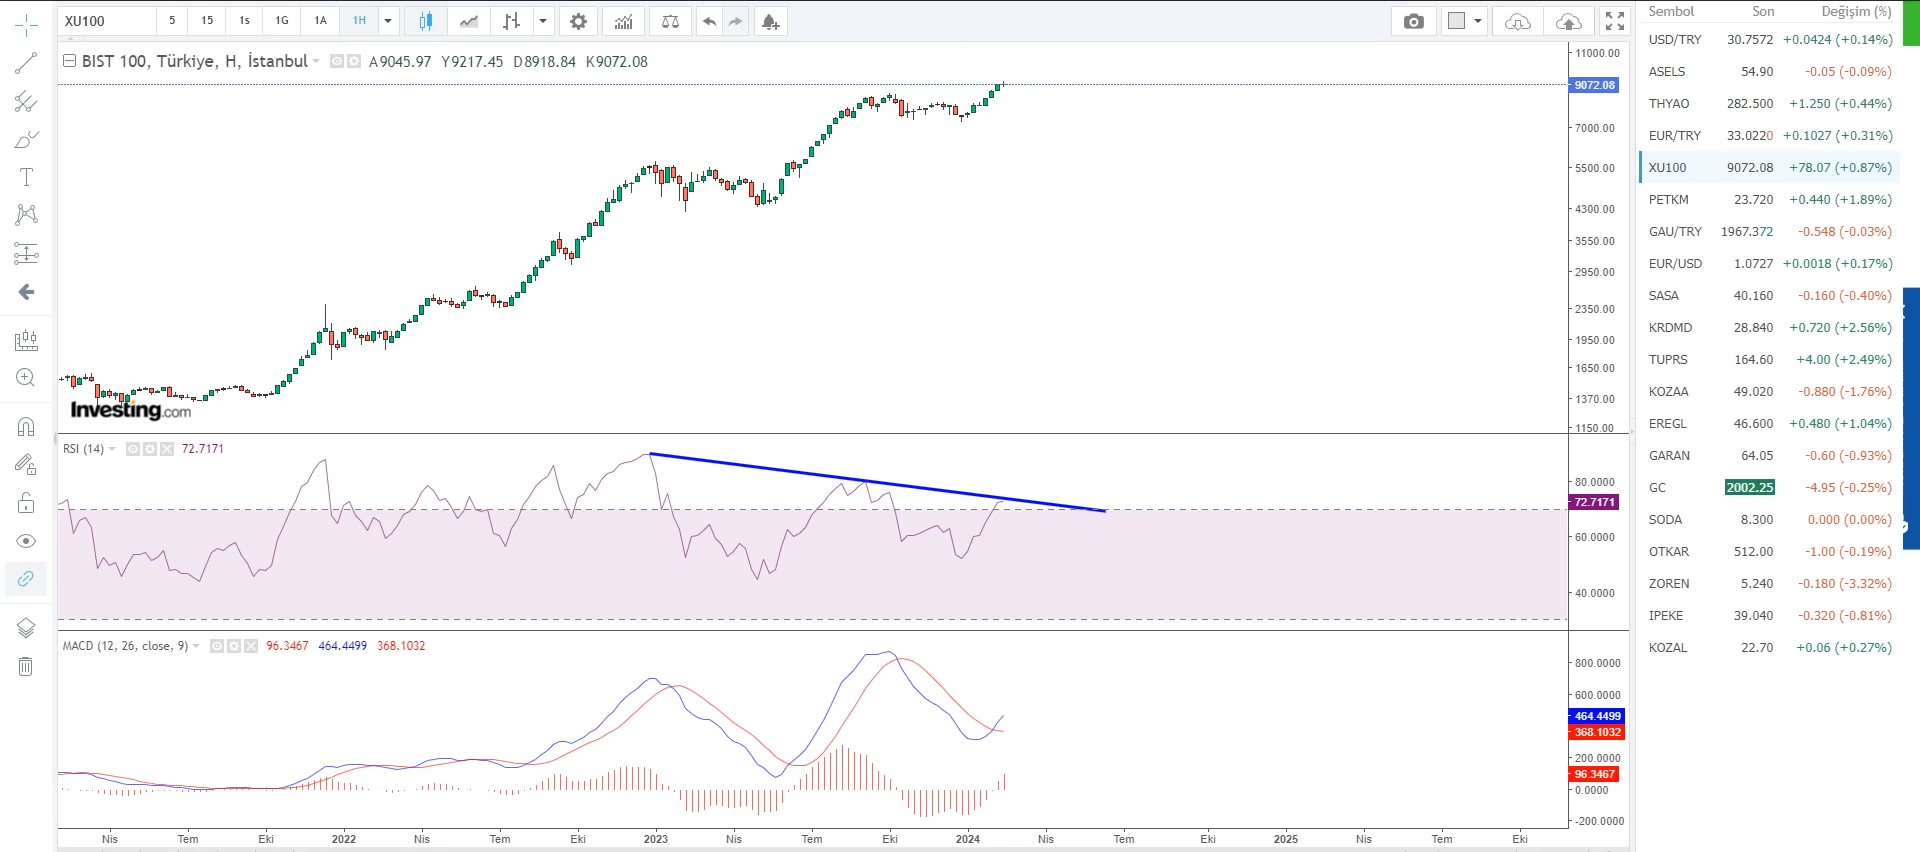 XU100 5 15 1s 1G 1A 1H
BIST 100, Türkiye, H, İstanbul A9045.97 Y9217.45 D8918.84 K9072.08
11000.00
9072.08
7000.00
5500.00
4300.00
3550.00
2950.00
2350.00
1950.00
1650.00
1370.00
1150.00
Investing.com
RSI (14) 72.7171
80.0000
72.7171
60.0000
40.0000
MACD (12, 26, close, 9) 96.3467 464.4499 368.1032
800.0000
600.0000
464.4499
368.1032
200.0000
96.3467
0.0000
-200.0000
Nis Tem Eki 2022 Nis Tem Eki 2023 Nis Tem Eki 2024 Nis Tem Eki 2025 Nis Tem Eki
Sembol Son Değişim (%)
USD/TRY 30.7572 +0.0424 (+0.14%)
ASELS 54.90 -0.05 (-0.09%)
THYAO 282.500 +1.250 (+0.44%)
EUR/TRY 33.0220 +0.1027 (+0.31%)
XU100 9072.08 +78.07 (+0.87%)
PETKM 23.720 +0.440 (+1.89%)
GAU/TRY 1967.372 -0.548 (-0.03%)
EUR/USD 1.0727 +0.0018 (+0.17%)
SASA 40.160 -0.160 (-0.40%)
KRDMD 28.840 +0.720 (+2.56%)
TUPRS 164.60 +4.00 (+2.49%)
KOZAA 49.020 -0.880 (-1.76%)
EREGL 46.600 +0.480 (+1.04%)
GARAN 64.05 -0.60 (-0.93%)
GC 2002.25 -4.95 (-0.25%)
SODA 8.300 0.000 (0.00%)
OTKAR 512.00 -1.00 (-0.19%)
ZOREN 5.240 -0.180 (-3.32%)
IPEKE 39.040 -0.320 (-0.81%)
KOZAL 22.70 +0.06 (+0.27%)